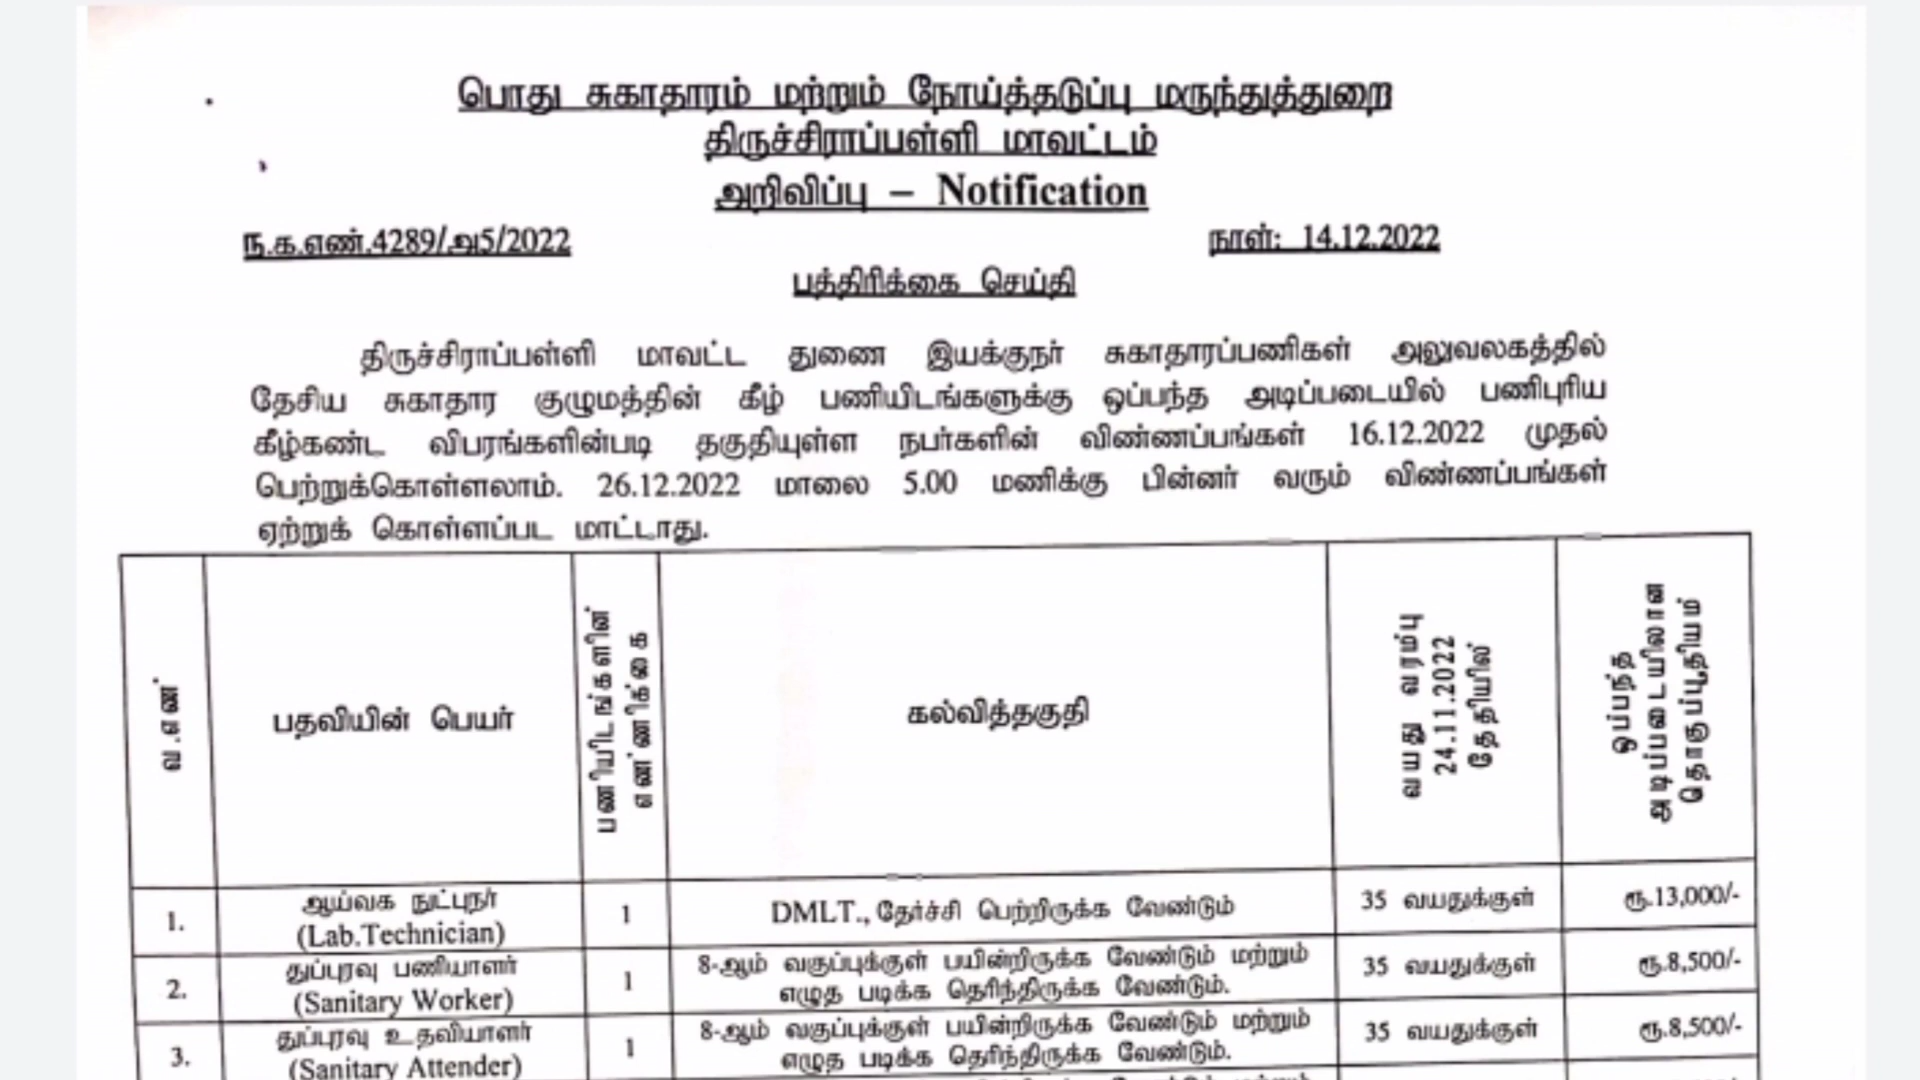 பொது சுகாதாரம் மற்றும் நோய்த்தடுப்பு மருந்துத்துறை
திருச்சிராப்பள்ளி மாவட்டம்
அறிவிப்பு – Notification
ந.க.எண்.4289/அ5/2022 நாள்: 14.12.2022
பத்திரிக்கை செய்தி
திருச்சிராப்பள்ளி மாவட்ட துணை இயக்குநர் சுகாதாரப்பணிகள் அலுவலகத்தில்
தேசிய சுகாதார குழுமத்தின் கீழ் பணியிடங்களுக்கு ஒப்பந்த அடிப்படையில் பணிபுரிய
கீழ்கண்ட விபரங்களின்படி தகுதியுள்ள நபர்களின் விண்ணப்பங்கள் 16.12.2022 முதல்
பெற்றுக்கொள்ளலாம். 26.12.2022 மாலை 5.00 மணிக்கு பின்னர் வரும் விண்ணப்பங்கள்
ஏற்றுக் கொள்ளப்பட மாட்டாது.
வ.எண்
பதவியின் பெயர்
பணியிடங்களின்
எண்ணிக்கை
கல்வித்தகுதி
வயது வரம்பு
24.11.2022
தேதியில்
ஒப்பந்த
அடிப்படையிலான
தொகுப்பூதியம்
1. ஆய்வக நுட்புநர் 1 DMLT., தேர்ச்சி பெற்றிருக்க வேண்டும் 35 வயதுக்குள் ரூ.13,000/-
(Lab.Technician)
2. துப்புரவு பணியாளர் 1 8-ஆம் வகுப்புக்குள் பயின்றிருக்க வேண்டும் மற்றும் 35 வயதுக்குள் ரூ.8,500/-
(Sanitary Worker) எழுத படிக்க தெரிந்திருக்க வேண்டும்.
3. துப்புரவு உதவியாளர் 1 8-ஆம் வகுப்புக்குள் பயின்றிருக்க வேண்டும் மற்றும் 35 வயதுக்குள் ரூ.8,500/-
(Sanitary Attender) எழுத படிக்க தெரிந்திருக்க வேண்டும்.